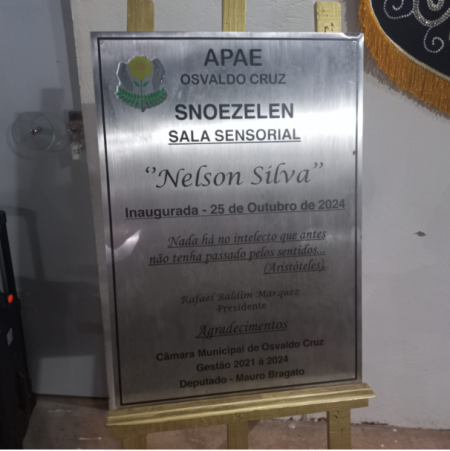 APAE
OSVALDO CRUZ
SNOEZELEN
SALA SENSORIAL
"Nelson Silva"
Inaugurada - 25 de Outubro de 2024
Nada há no intelecto que antes
não tenha passado pelos sentidos...
(Aristóteles).
Rafael Baldim Marquez
Presidente
Agradecimentos
Câmara Municipal de Osvaldo Cruz
Gestão 2021 à 2024
Deputado - Mauro Bragato